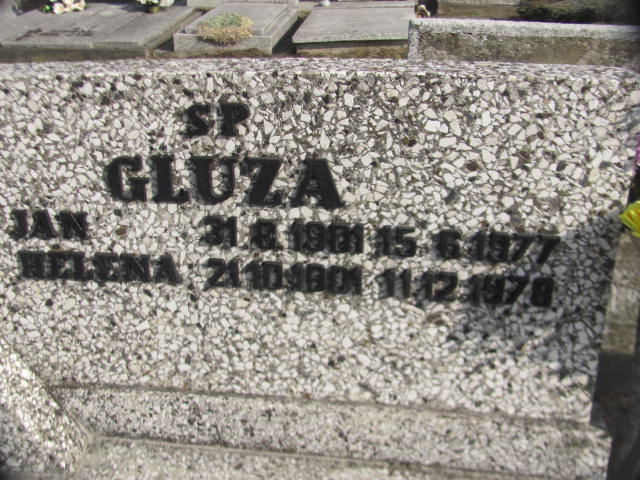 SP
GLUZA
JAN 31.8.1901 15.6.1977
HELENA 21.10.1901 11.12.1978